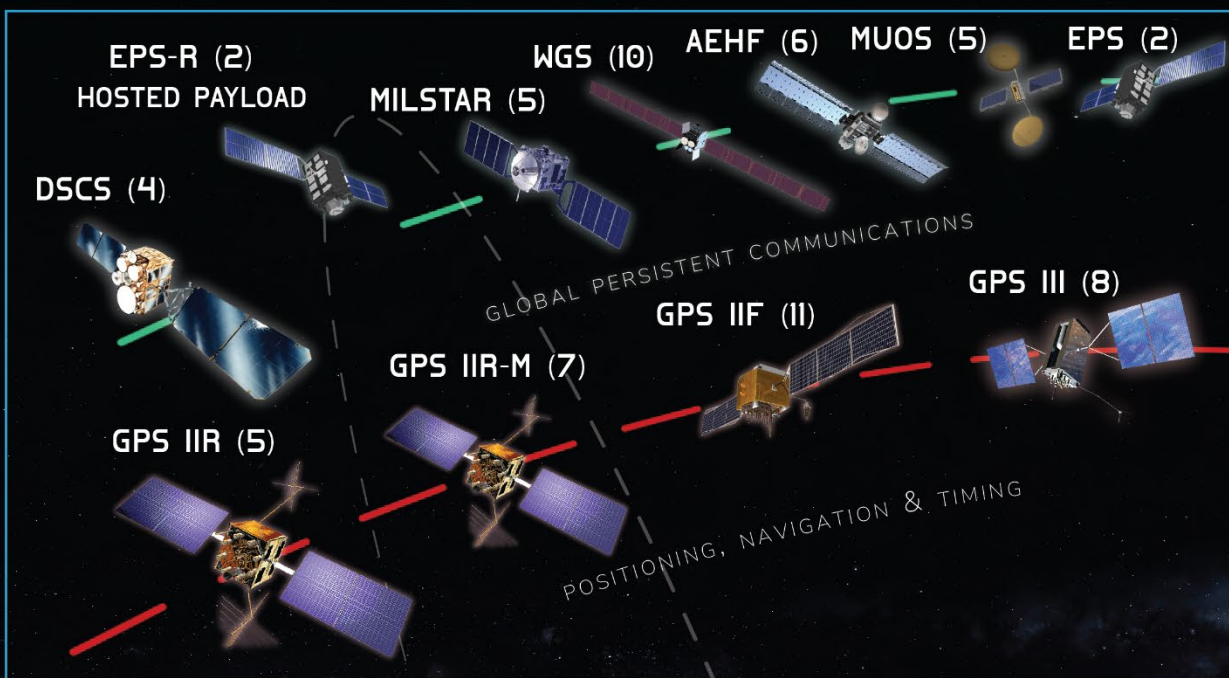 EPS-R (2)
HOSTED PAYLOAD
MILSTAR (5)
WGS (10)
AEHF (6)
MUOS (5)
EPS (2)
DSCS (4)
GLOBAL PERSISTENT COMMUNICATIONS
GPS IIR (5)
GPS IIR-M (7)
GPS IIF (11)
GPS III (8)
POSITIONING, NAVIGATION & TIMING